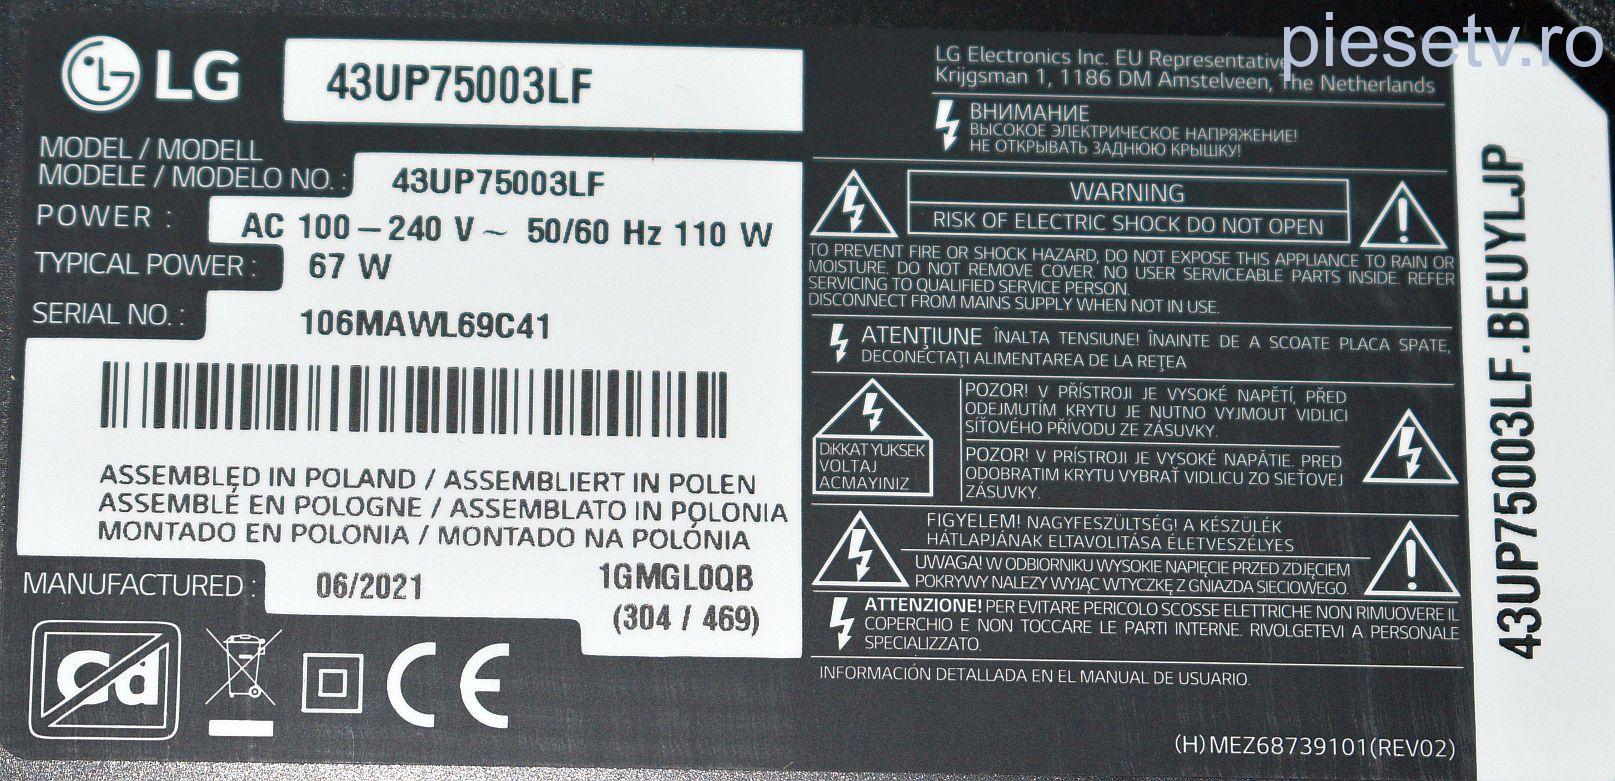 piesetv.ro
LG
43UP75003LF
MODEL / MODELL
MODELE / MODELO NO. : 43UP75003LF
POWER : AC 100–240 V ~ 50/60 Hz 110 W
TYPICAL POWER : 67 W
SERIAL NO. : 106MAWL69C41
ASSEMBLED IN POLAND / ASSEMBLIERT IN POLEN
ASSEMBLÉ EN POLOGNE / ASSEMBLATO IN POLONIA
MONTADO EN POLONIA / MONTADO NA POLÓNIA
MANUFACTURED : 06/2021
1GMGL0QB
(304 / 469)
Cd
CE
LG Electronics Inc. EU Representative
Krijgsman 1, 1186 DM Amstelveen, The Netherlands
ВНИМАНИЕ
ВЫСОКОЕ ЭЛЕКТРИЧЕСКОЕ НАПРЯЖЕНИЕ!
НЕ ОТКРЫВАТЬ ЗАДНЮЮ КРЫШКУ!
WARNING
RISK OF ELECTRIC SHOCK DO NOT OPEN
TO PREVENT FIRE OR SHOCK HAZARD, DO NOT EXPOSE THIS APPLIANCE TO RAIN OR
MOISTURE. DO NOT REMOVE COVER. NO USER SERVICEABLE PARTS INSIDE. REFER
SERVICING TO QUALIFIED SERVICE PERSON.
DISCONNECT FROM MAINS SUPPLY WHEN NOT IN USE.
ATENŢIUNE ÎNALTA TENSIUNE! ÎNAINTE DE A SCOATE PLACA SPATE,
DECONECTAŢI ALIMENTAREA DE LA REŢEA
DiKKAT YÜKSEK
VOLTAJ
AÇMAYINIZ
POZOR! V PŘÍSTROJI JE VYSOKÉ NAPĚTÍ, PŘED
ODEJMUTÍM KRYTU JE NUTNO VYJMOUT VIDLICI
SÍŤOVÉHO PŘÍVODU ZE ZÁSUVKY.
POZOR! V PRÍSTROJI JE VYSOKÉ NAPÄTIE. PRED
ODOBRATIM KRYTU VYBRAŤ VIDLICU ZO SIEŤOVEJ
ZÁSUVKY.
FIGYELEM! NAGYFESZÜLTSÉG! A KÉSZÜLÉK
HÁTLAPJÁNAK ELTAVOLITÁSA ÉLETVESZÉLYES
UWAGA! W ODBIORNIKU WYSOKIE NAPIĘCIE PRZED ZDJĘCIEM
POKRYWY NALEZY WYJĄC WTYCZKĘ Z GNIAZDA SIECIOWEGO.
ATTENZIONE! PER EVITARE PERICOLO SCOSSE ELETTRICHE NON RIMUOVERE IL
COPERCHIO E NON TOCCARE LE PARTI INTERNE. RIVOLGETEVI A PERSONALE
SPECIALIZZATO.
INFORMACIÓN DETALLADA EN EL MANUAL DE USUARIO.
(H)MEZ68739101(REV02)
43UP75003LF.BEUYLJP